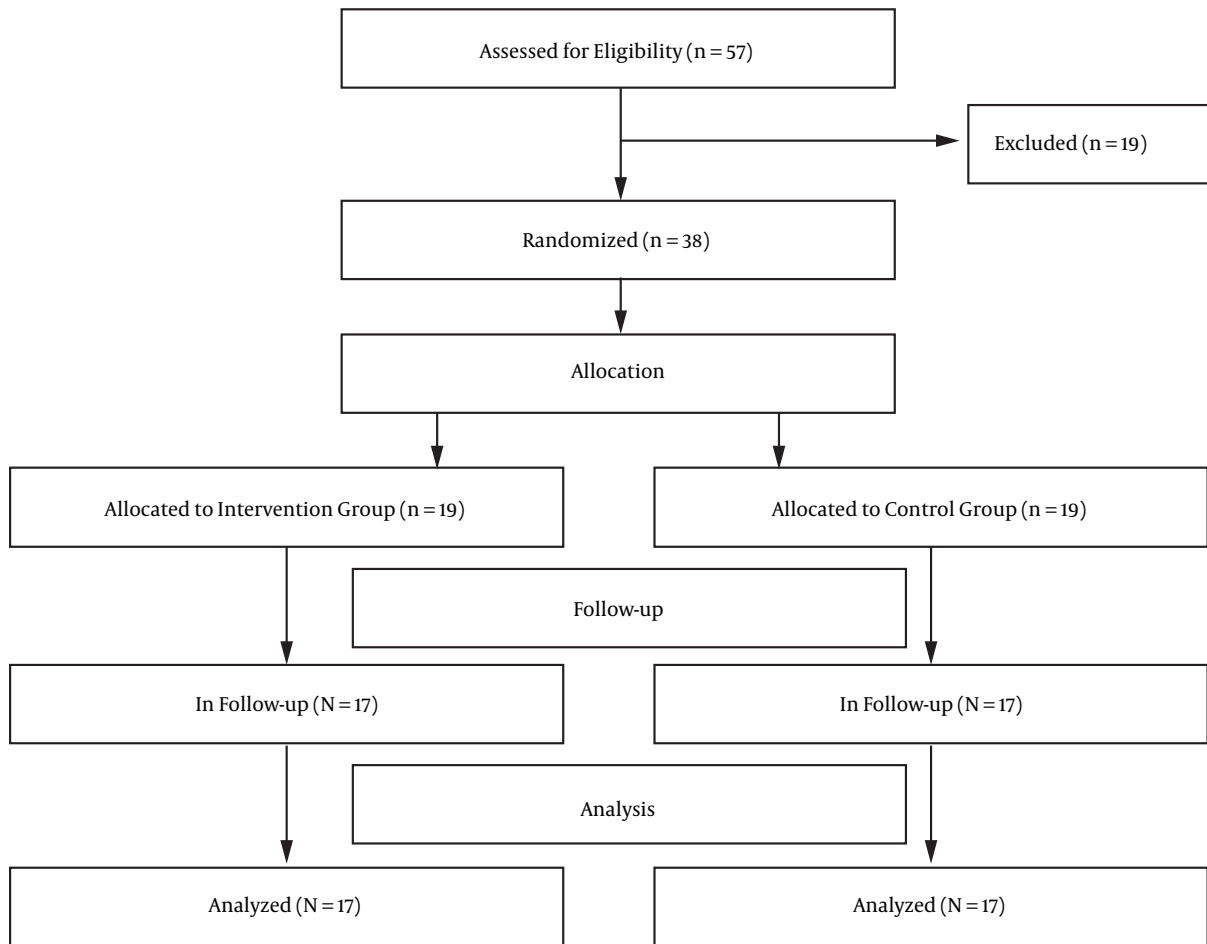 Assessed for Eligibility (n = 57)
Excluded (n = 19)
Randomized (n = 38)
Allocation
Allocated to Intervention Group (n = 19)
Allocated to Control Group (n = 19)
Follow-up
In Follow-up (N = 17)
In Follow-up (N = 17)
Analysis
Analyzed (N = 17)
Analyzed (N = 17)